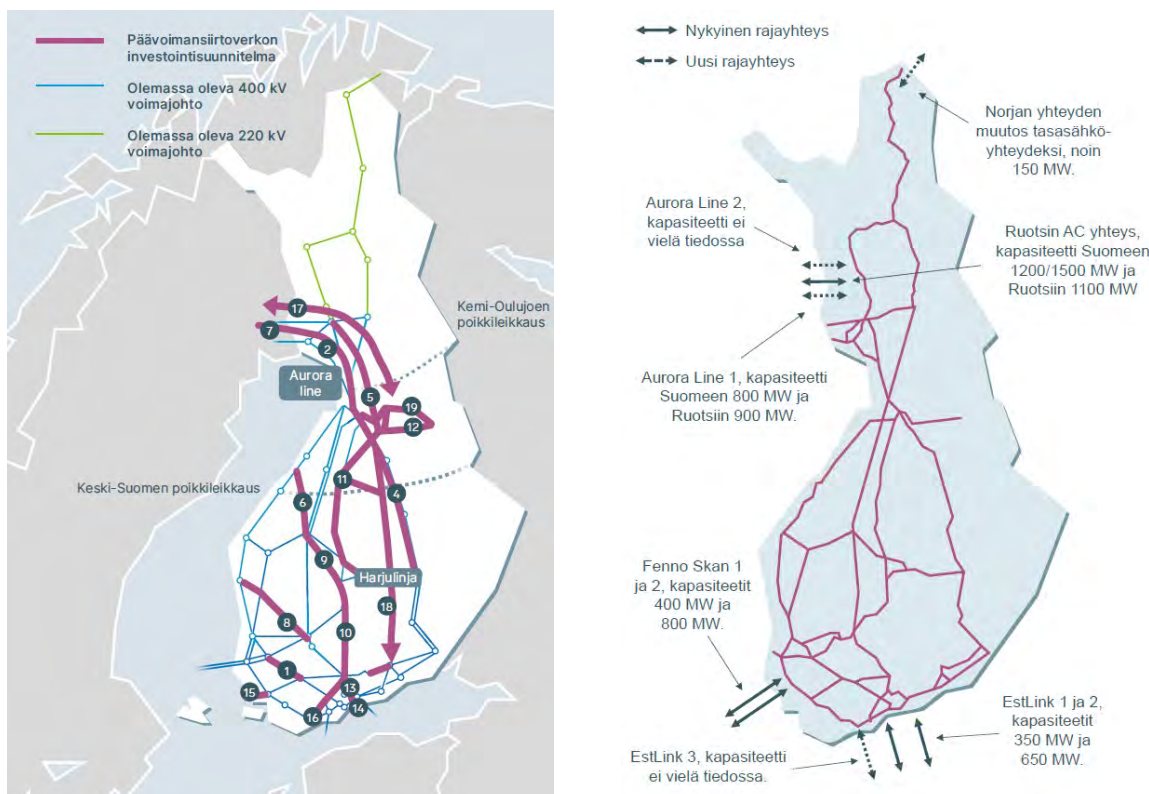 Päävoimansiirtoverkon
investointisuunnitelma
Olemassa oleva 400 kV
voimajohto
Olemassa oleva 220 kV
voimajohto
Kemi-Oulujoen
poikkileikkaus
17
7
2
Aurora
line
5
19
12
Keski-Suomen poikkileikkaus
11
4
6
9
Harjulinja
18
8
10
1
15
13
14
16
Nykyinen rajayhteys
Uusi rajayhteys
Norjan yhteyden
muutos tasasähkö-
yhteydeksi, noin
150 MW.
Aurora Line 2,
kapasiteetti ei
vielä tiedossa
Ruotsin AC yhteys,
kapasiteetti Suomeen
1200/1500 MW ja
Ruotsiin 1100 MW
Aurora Line 1, kapasiteetti
Suomeen 800 MW ja
Ruotsiin 900 MW.
Fenno Skan 1
ja 2, kapasiteetit
400 MW ja
800 MW.
EstLink 1 ja 2,
kapasiteetit
350 MW ja
650 MW.
EstLink 3, kapasiteetti
ei vielä tiedossa.